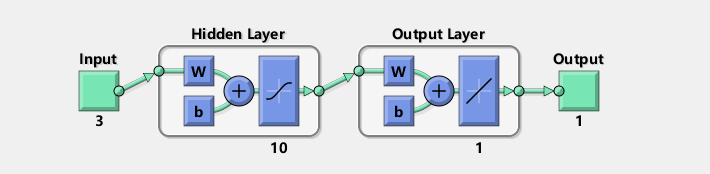 Hidden Layer
Output Layer
Input
Output
W
W
b
b
3
1
10
1